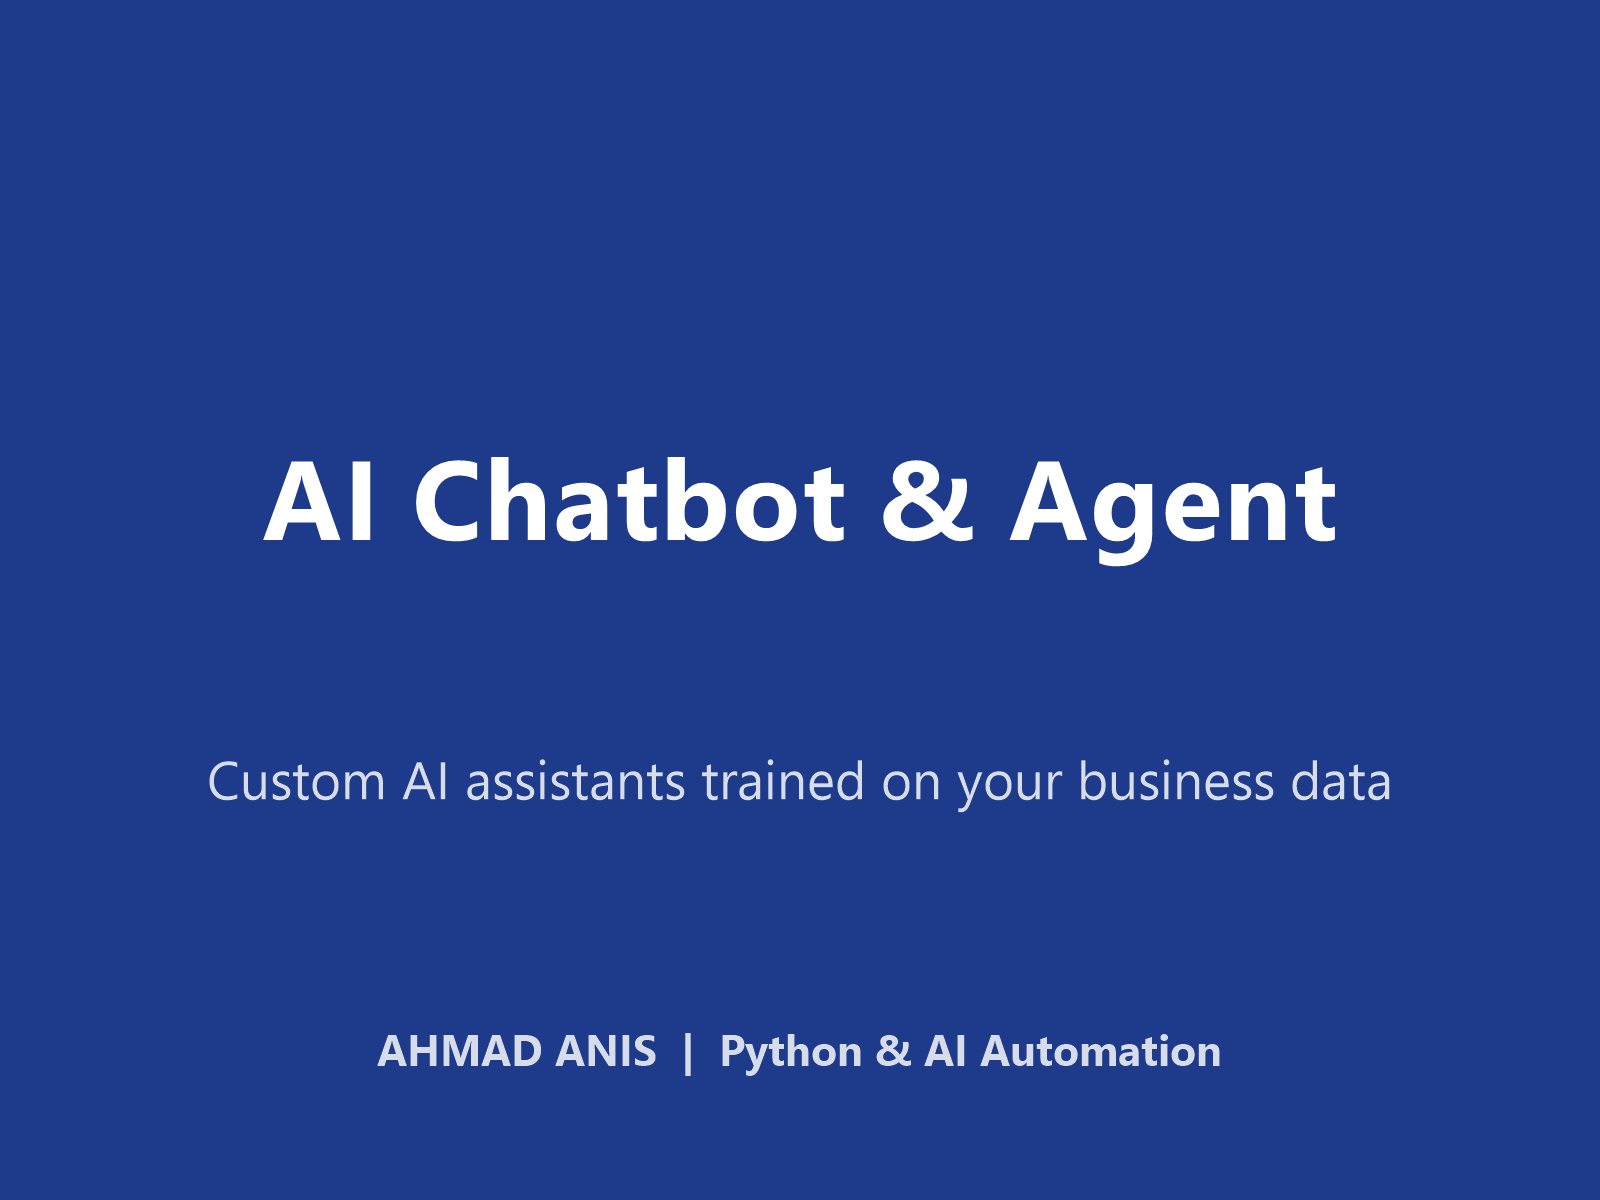 AI Chatbot & Agent
Custom AI assistants trained on your business data
AHMAD ANIS | Python & AI Automation